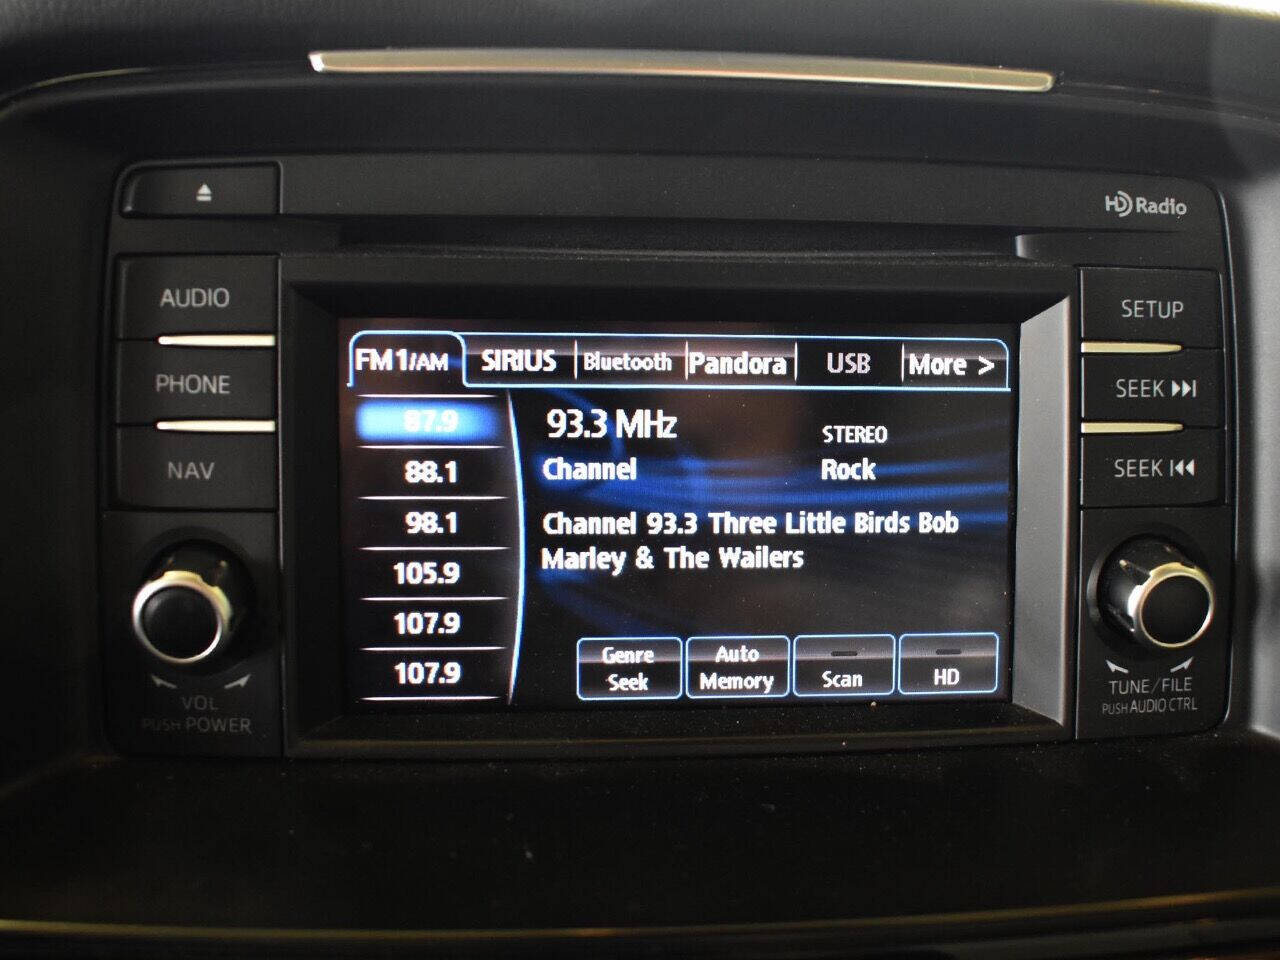 HD Radio
AUDIO
PHONE
NAV
VOL
PUSH POWER
FM1/AM SIRIUS Bluetooth Pandora USB More >
87.9
88.1
98.1
105.9
107.9
107.9
93.3 MHz
STEREO
Channel
Rock
Channel 93.3 Three Little Birds Bob
Marley & The Wailers
Genre
Seek
Auto
Memory
Scan
HD
SETUP
SEEK
SEEK
TUNE/FILE
PUSH AUDIO CTRL